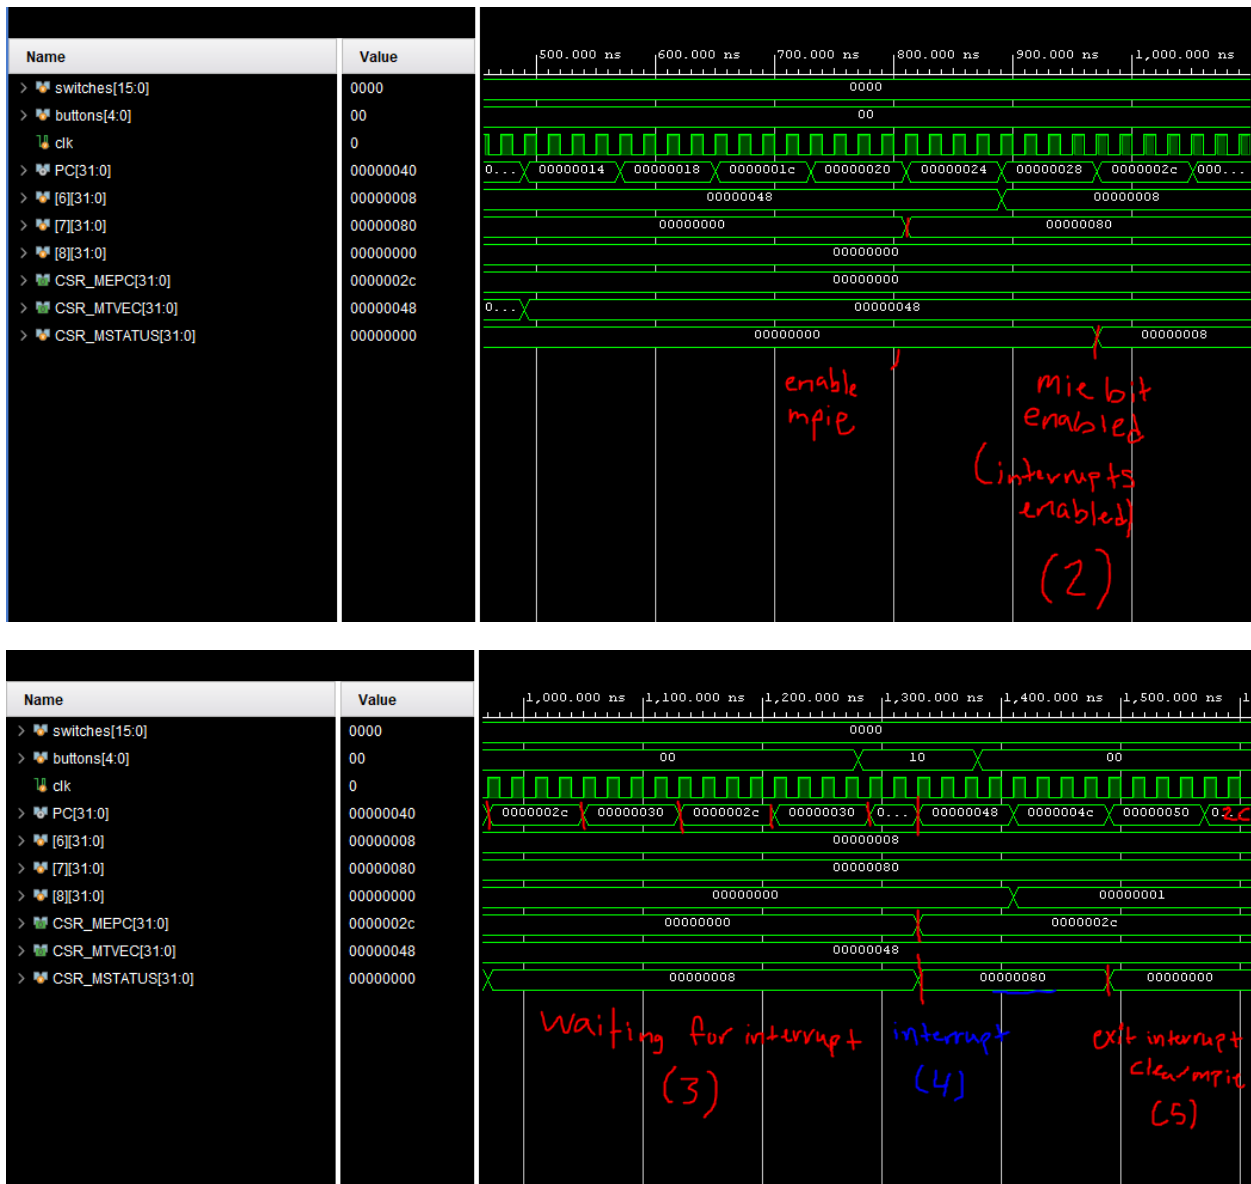 Name Value 500.000 ns 600.000 ns 700.000 ns 800.000 ns 900.000 ns 1,000.000 ns
switches[15:0] 0000 0000
buttons[4:0] 00 00
clk 0
PC[31:0] 00000040 0... 00000014 00000018 0000001c 00000020 00000024 00000028 0000002c 000...
[6][31:0] 00000008 00000048 00000008
[7][31:0] 00000080 00000000 00000080
[8][31:0] 00000000 00000000
CSR_MEPC[31:0] 0000002c 00000000
CSR_MTVEC[31:0] 00000048 0... 00000048
CSR_MSTATUS[31:0] 00000000 00000000 00000008
enable
mpie
mie bit
enabled
(interrupts
enabled)
(2)
Name Value 1,000.000 ns 1,100.000 ns 1,200.000 ns 1,300.000 ns 1,400.000 ns 1,500.000 ns 1
switches[15:0] 0000 0000
buttons[4:0] 00 00 10 00
clk 0
PC[31:0] 00000040 0000002c 00000030 0000002c 00000030 0... 00000048 0000004c 00000050 0... 2C
[6][31:0] 00000008 00000008
[7][31:0] 00000080 00000080
[8][31:0] 00000000 00000000 00000001
CSR_MEPC[31:0] 0000002c 00000000 0000002c
CSR_MTVEC[31:0] 00000048 00000048
CSR_MSTATUS[31:0] 00000000 00000008 00000080 00000000
waiting for interrupt
(3)
interrupt
(4)
exit interrupt
clear mpie
(5)